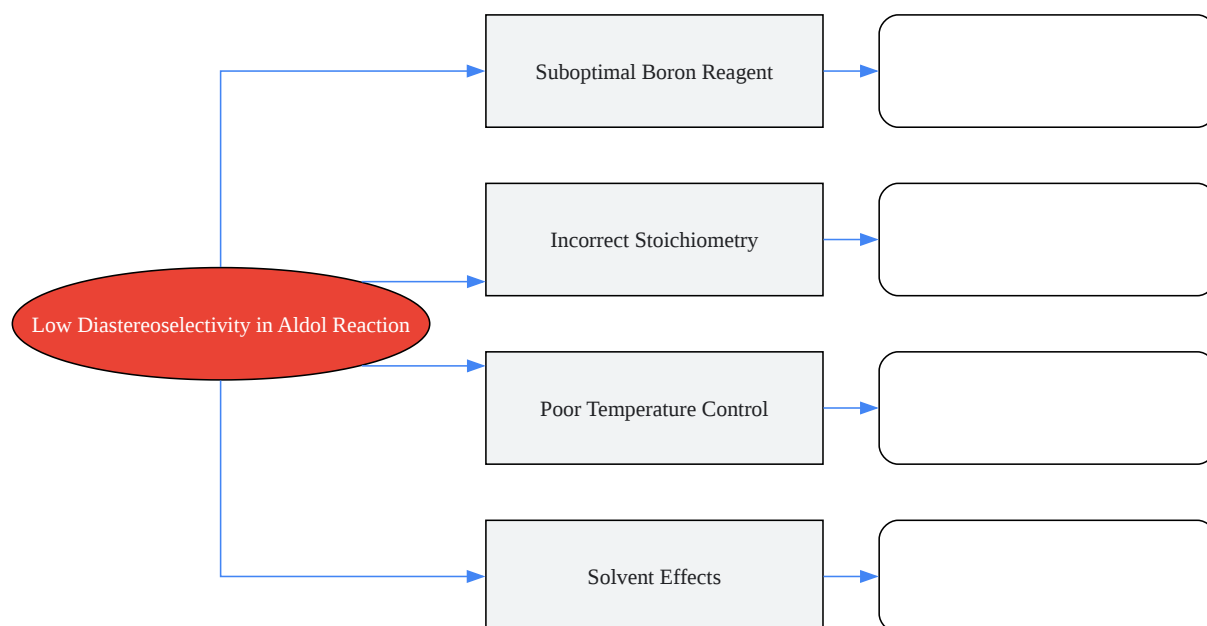 Suboptimal Boron Reagent
Incorrect Stoichiometry
Low Diastereoselectivity in Aldol Reaction
Poor Temperature Control
Solvent Effects